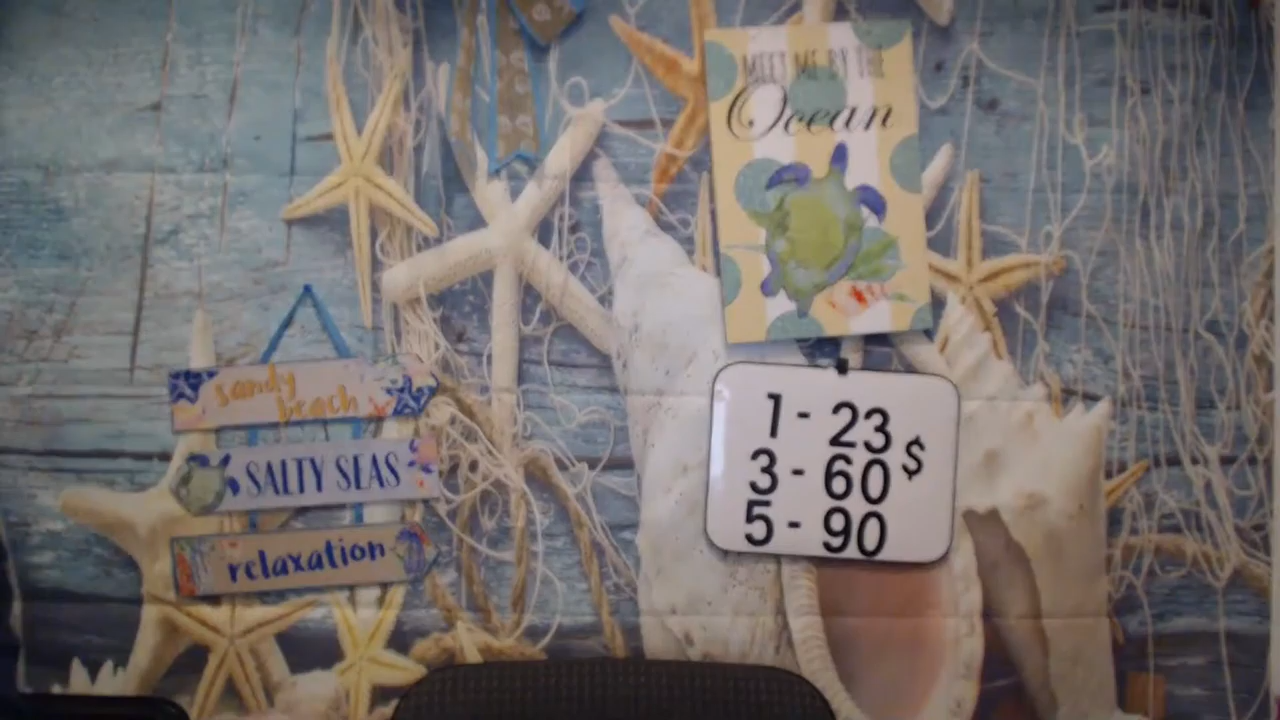 MEET ME BY THE
Ocean
sandy
beach
SALTY SEAS
relaxation
1 - 23
3 - 60 $
5 - 90